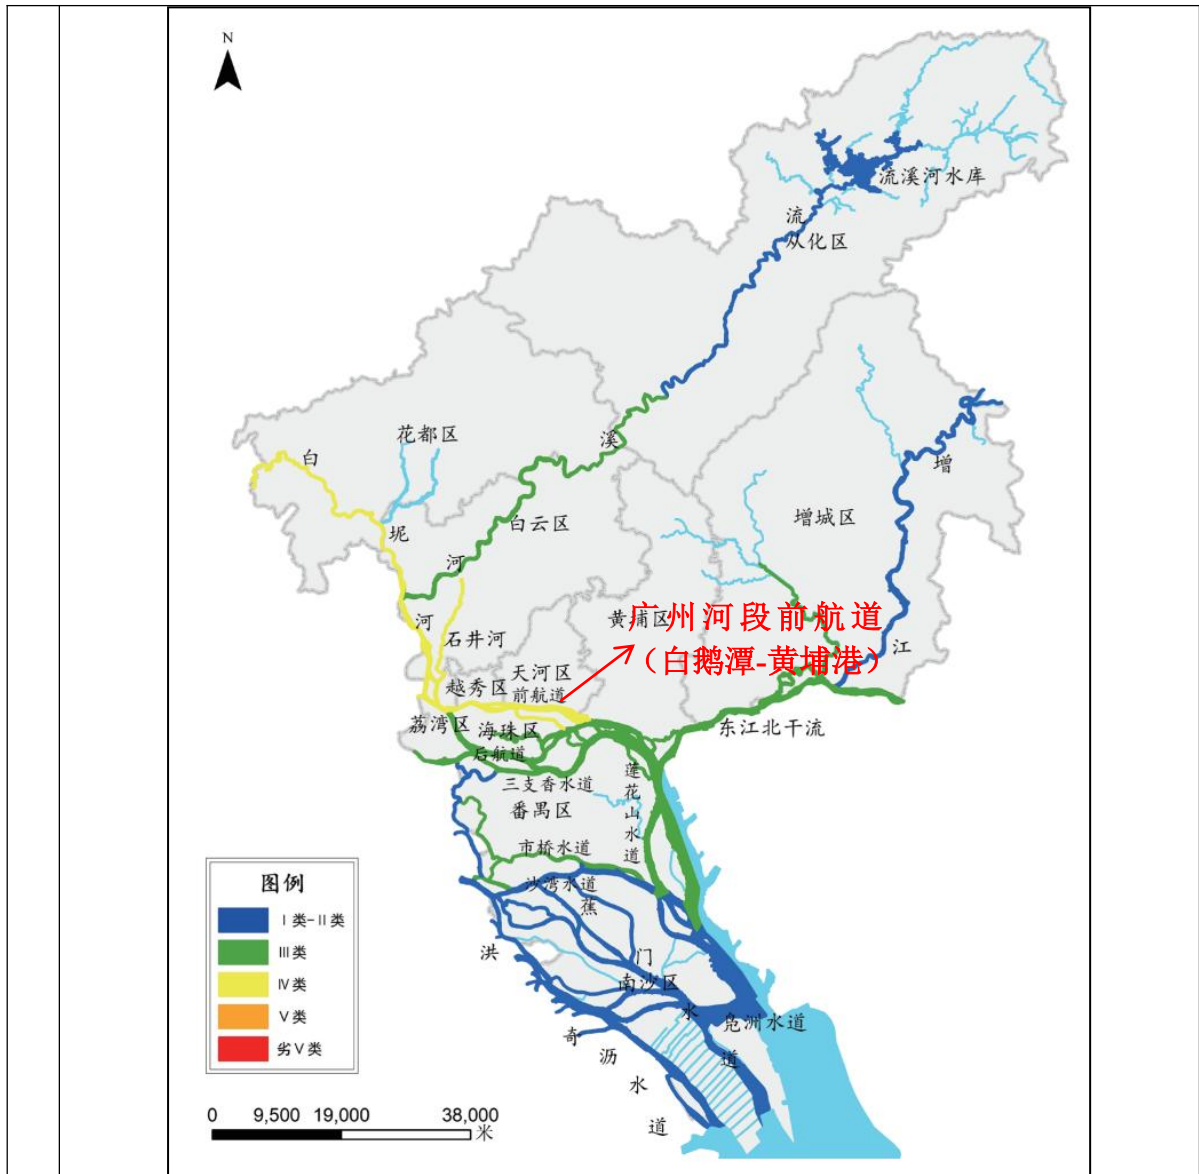 N
流溪河水库
流
从化区
溪
花都区
白
增
坭
白云区
增城区
河
河
石井河
黄埔区
广州河段前航道
（白鹅潭-黄埔港）
江
天河区
越秀区
前航道
荔湾区
海珠区
东江北干流
后航道
三支香水道
莲花山水道
番禺区
市桥水道
沙湾水道
蕉
洪
门
南沙区
水
凫洲水道
道
奇
沥
水
道
图例
Ⅰ类-Ⅱ类
Ⅲ类
Ⅳ类
Ⅴ类
劣Ⅴ类
0 9,500 19,000 38,000
米